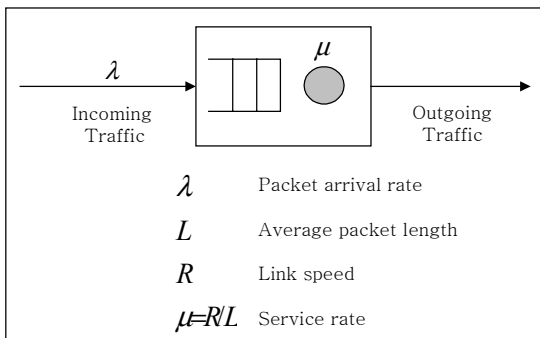 μ
λ
Incoming
Traffic
Outgoing
Traffic
λ Packet arrival rate
L Average packet length
R Link speed
μ=R/L Service rate